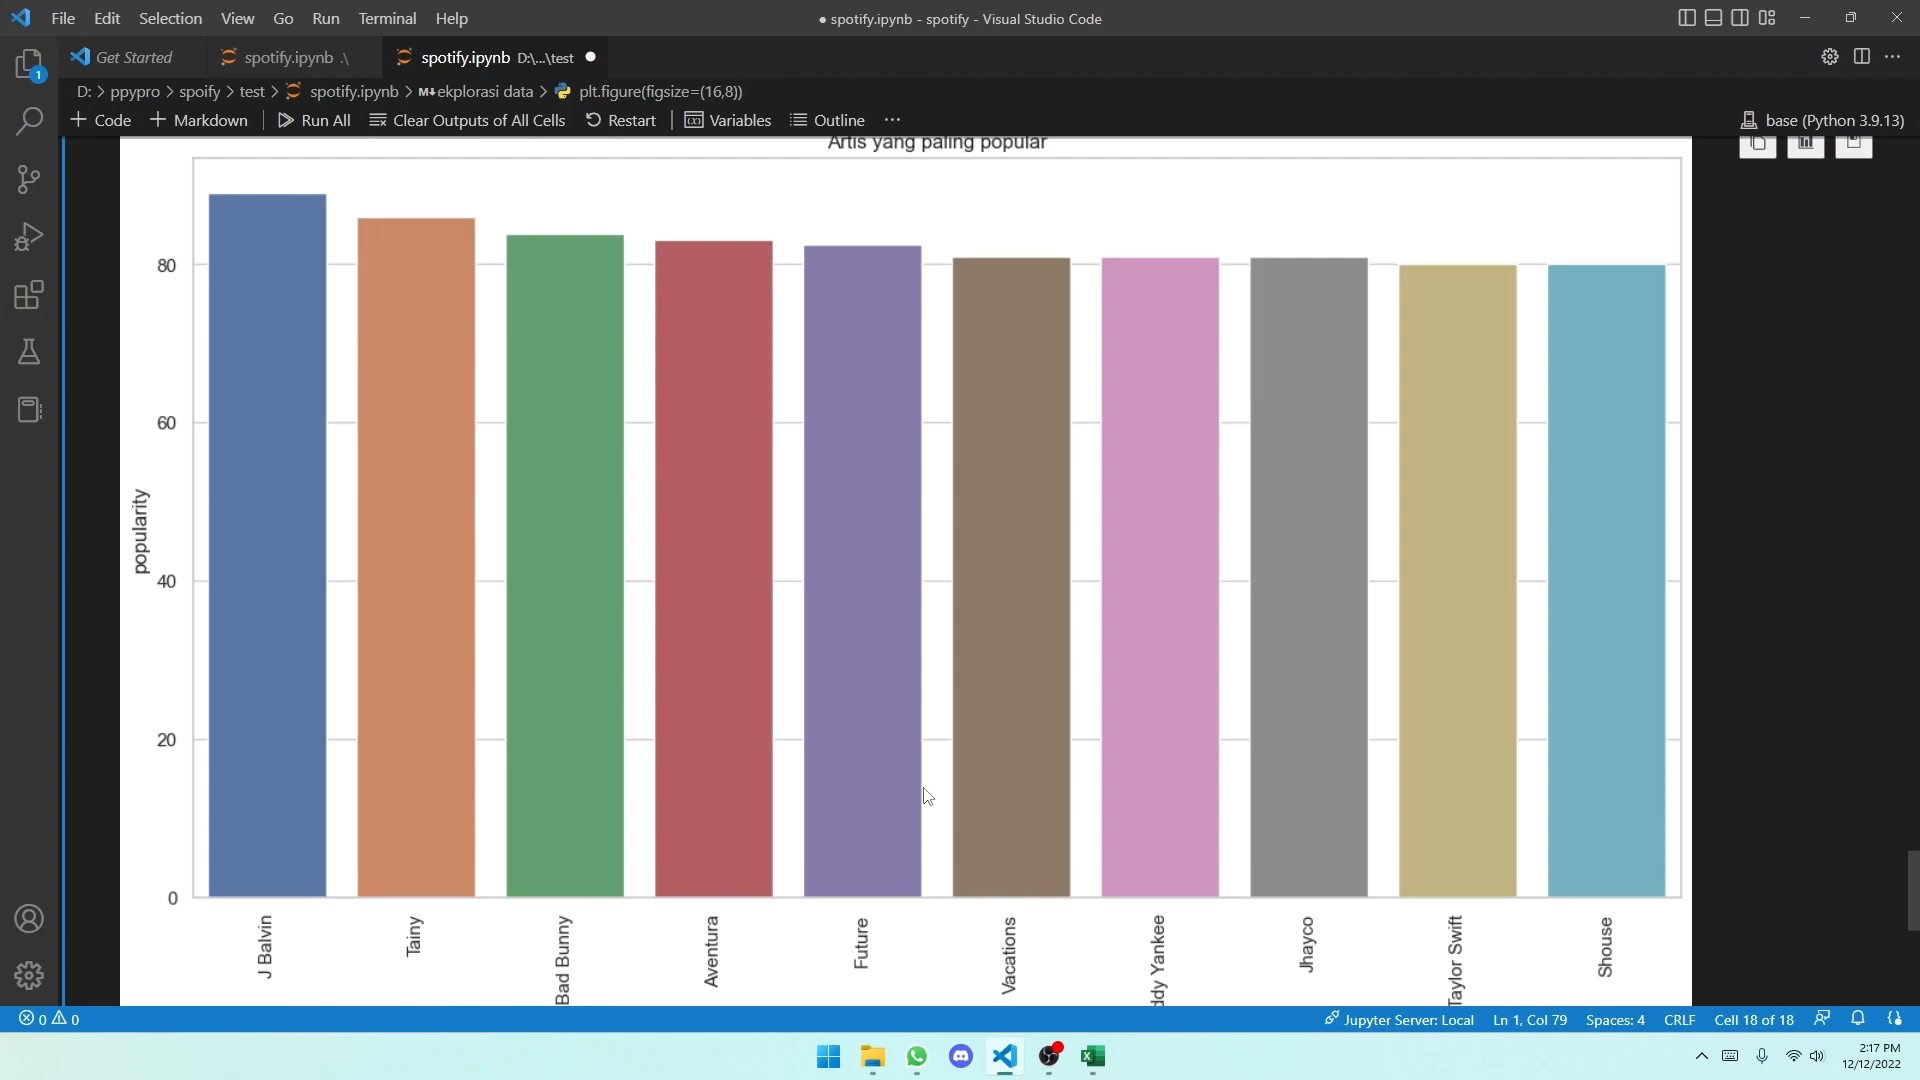 File Edit Selection View Go Run Terminal Help
● spotify.ipynb - spotify - Visual Studio Code
Get Started
spotify.ipynb .\
spotify.ipynb D:\...\test
1
D: > ppypro > spoify > test > spotify.ipynb > M↓ekplorasi data > plt.figure(figsize=(16,8))
+ Code + Markdown Run All Clear Outputs of All Cells Restart Variables Outline ...
base (Python 3.9.13)
Artis yang paling popular
80
60
40
20
0
popularity
J Balvin
Tainy
Bad Bunny
Aventura
Future
Vacations
ddy Yankee
Jhayco
Taylor Swift
Shouse
0 0
Jupyter Server: Local Ln 1, Col 79 Spaces: 4 CRLF Cell 18 of 18
2:17 PM
12/12/2022